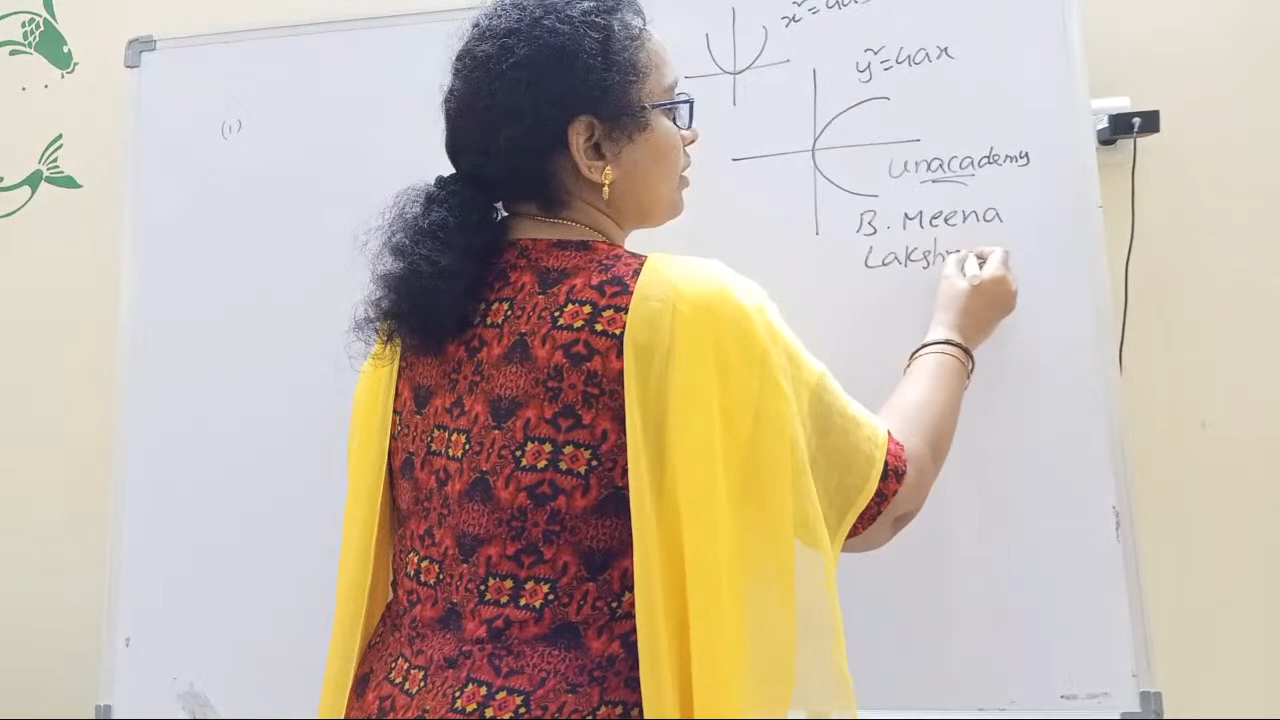 (1)
y² = 4ax
unacademy
B. Meena